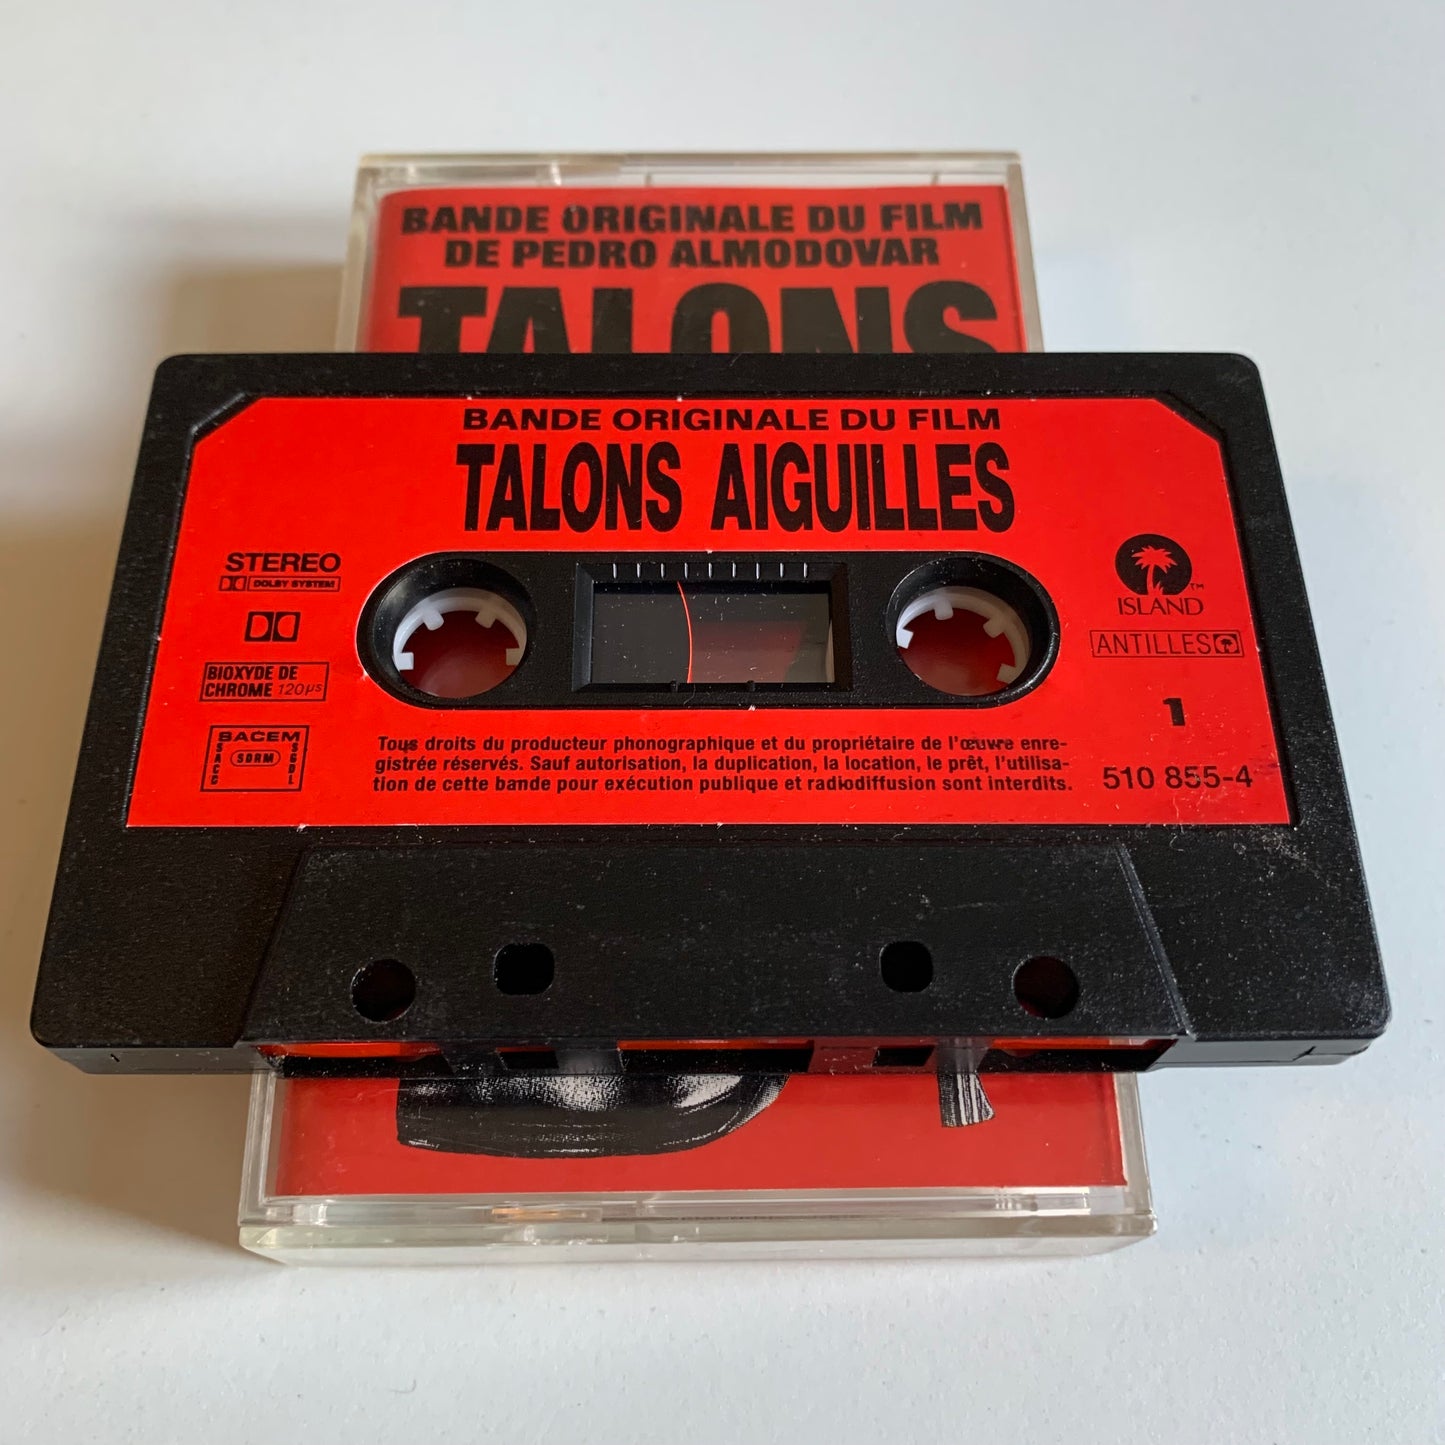 BANDE ORIGINALE DU FILM
DE PEDRO ALMODOVAR
TALONS
BANDE ORIGINALE DU FILM
TALONS AIGUILLES
STEREO
DOLBY SYSTEM
BIOXYDE DE
CHROME 120µs
BACEM
SACG
SDRM
SGDL
ISLAND™
ANTILLES
1
510 855-4
Tous droits du producteur phonographique et du propriétaire de l'œuvre enre-
gistrée réservés. Sauf autorisation, la duplication, la location, le prêt, l'utilisa-
tion de cette bande pour exécution publique et radiodiffusion sont interdits.